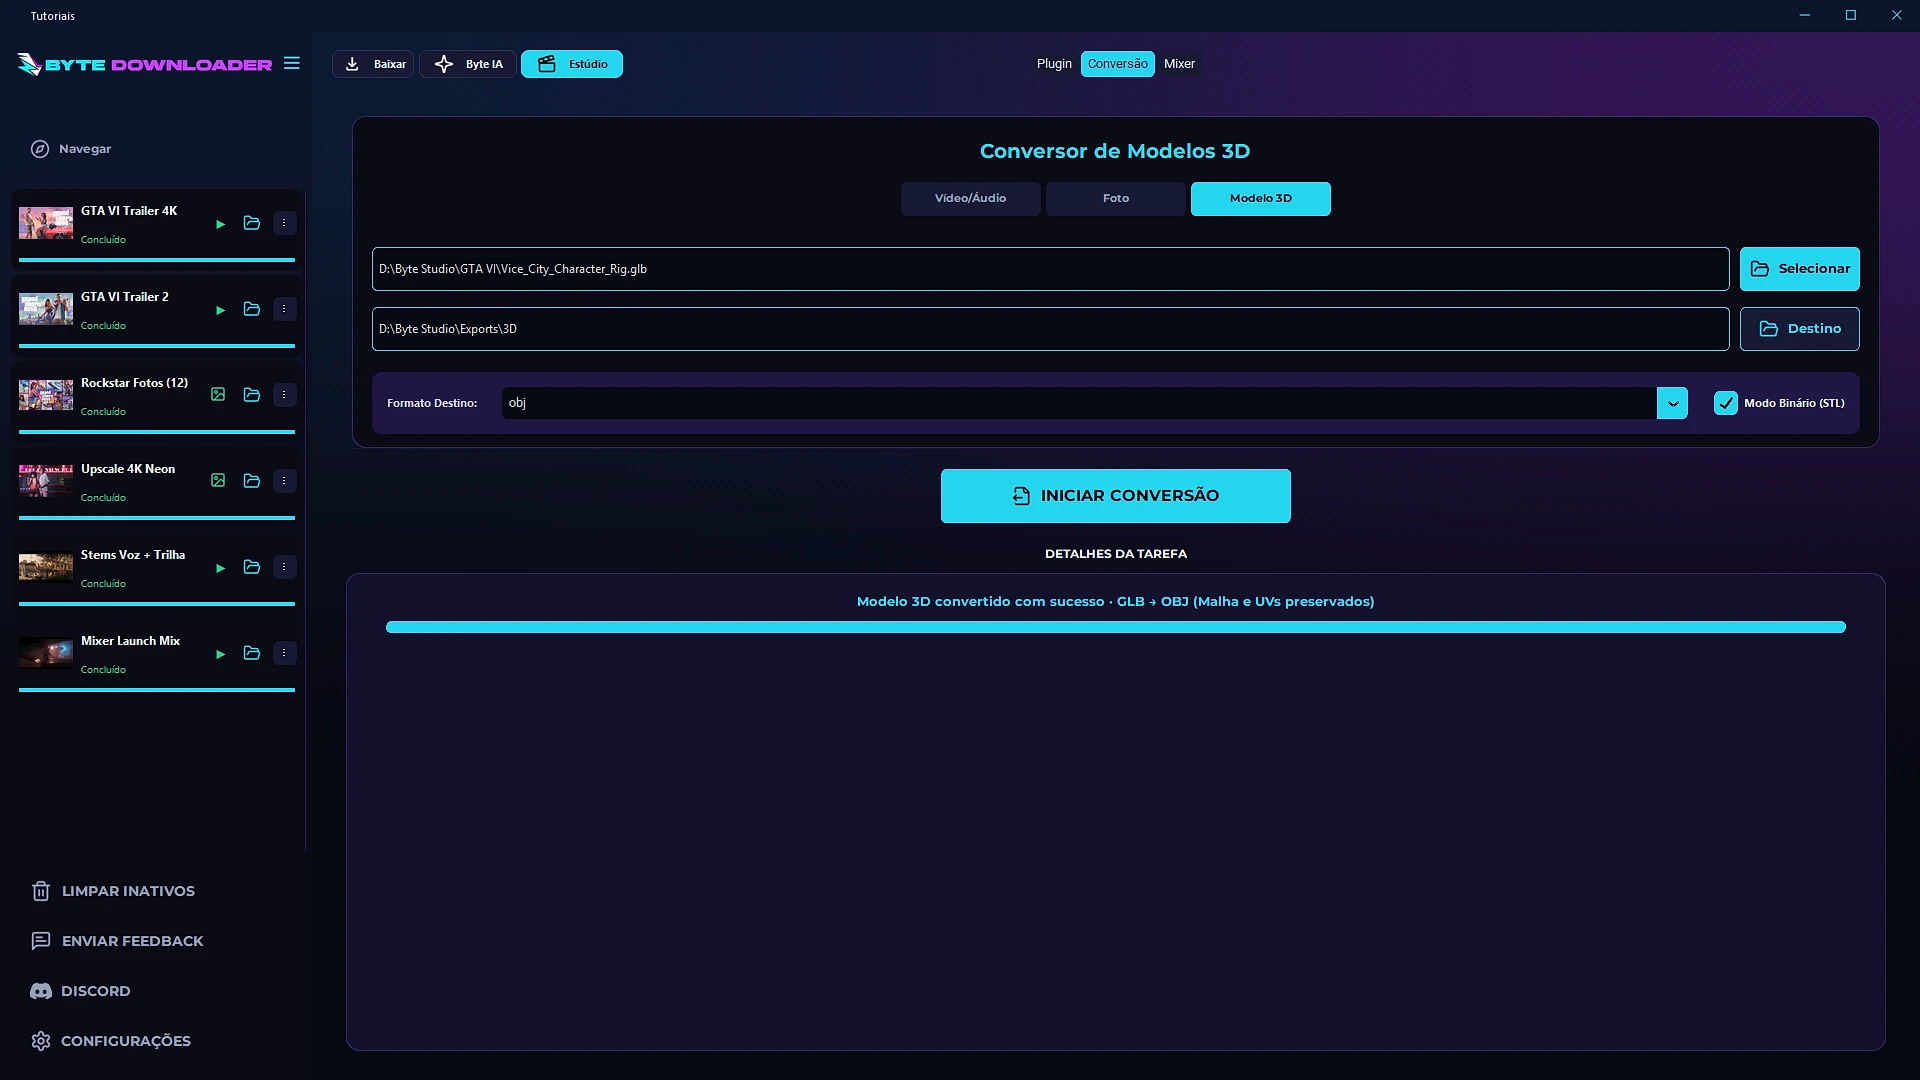 Tutoriais
BYTE DOWNLOADER
Baixar
Byte IA
Estúdio
Plugin
Conversão
Mixer
Navegar
GTA VI Trailer 4K
Concluído
GTA VI Trailer 2
Concluído
Rockstar Fotos (12)
Concluído
Upscale 4K Neon
Concluído
Stems Voz + Trilha
Concluído
Mixer Launch Mix
Concluído
LIMPAR INATIVOS
ENVIAR FEEDBACK
DISCORD
CONFIGURAÇÕES
Conversor de Modelos 3D
Vídeo/Áudio
Foto
Modelo 3D
D:\Byte Studio\GTA VI\Vice_City_Character_Rig.glb
Selecionar
D:\Byte Studio\Exports\3D
Destino
Formato Destino:
obj
Modo Binário (STL)
INICIAR CONVERSÃO
DETALHES DA TAREFA
Modelo 3D convertido com sucesso · GLB → OBJ (Malha e UVs preservados)